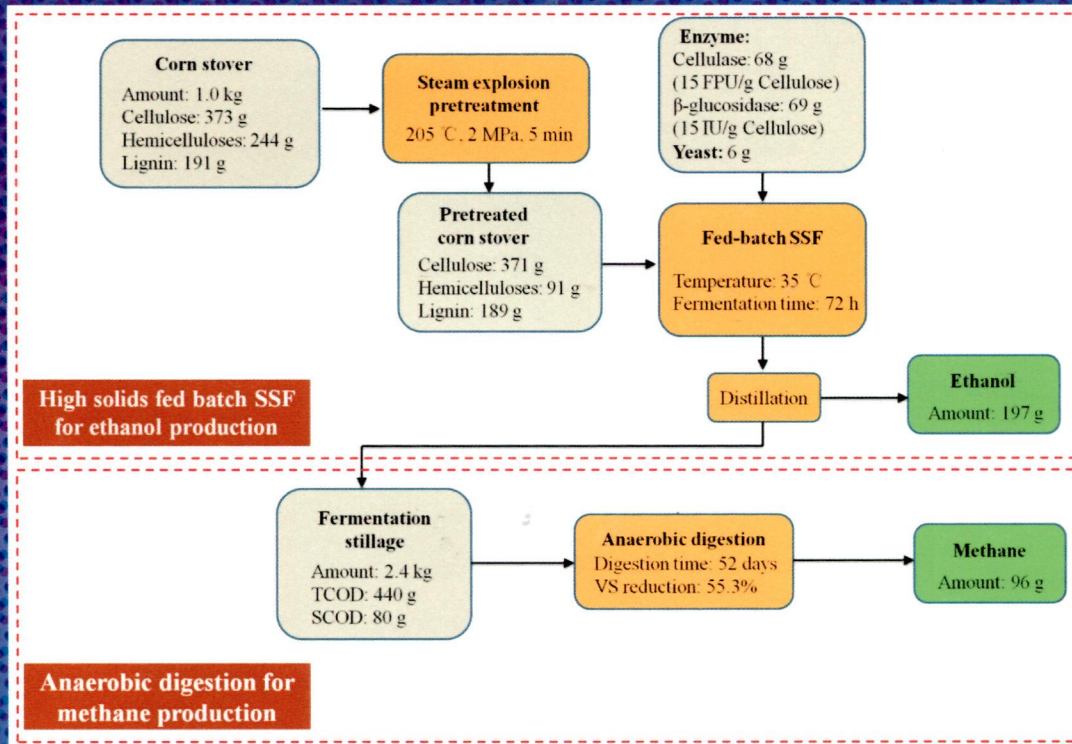 Corn stover
Amount: 1.0 kg
Cellulose: 373 g
Hemicelluloses: 244 g
Lignin: 191 g
Steam explosion
pretreatment
205 ℃, 2 MPa, 5 min
Enzyme:
Cellulase: 68 g
(15 FPU/g Cellulose)
β-glucosidase: 69 g
(15 IU/g Cellulose)
Yeast: 6 g
Pretreated
corn stover
Cellulose: 371 g
Hemicelluloses: 91 g
Lignin: 189 g
Fed-batch SSF
Temperature: 35 ℃
Fermentation time: 72 h
High solids fed batch SSF
for ethanol production
Distillation
Ethanol
Amount: 197 g
Fermentation
stillage
Amount: 2.4 kg
TCOD: 440 g
SCOD: 80 g
Anaerobic digestion
Digestion time: 52 days
VS reduction: 55.3%
Methane
Amount: 96 g
Anaerobic digestion for
methane production